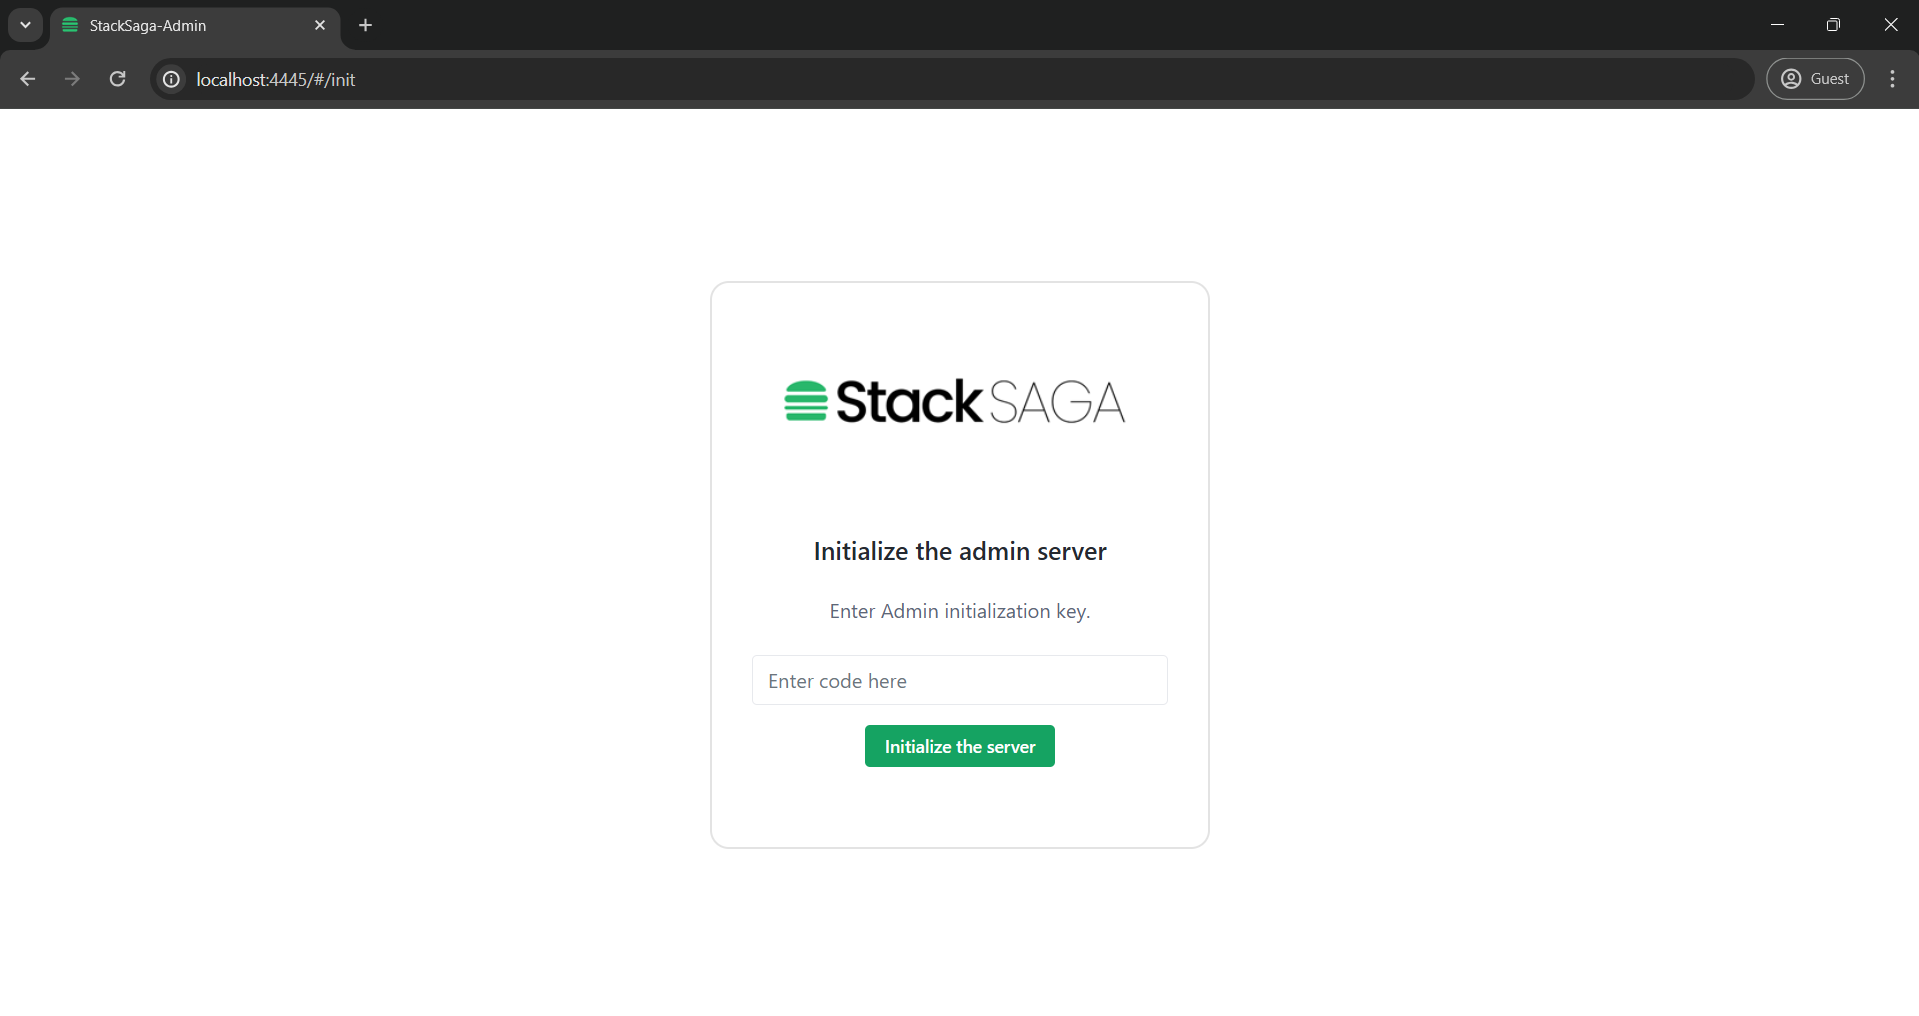 StackSaga-Admin
localhost:4445/#/init
Guest
StackSAGA
Initialize the admin server
Enter Admin initialization key.
Enter code here
Initialize the server